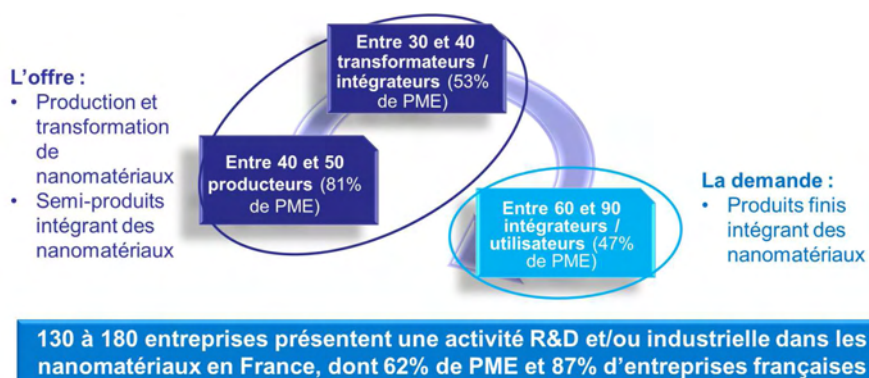 Entre 30 et 40
transformateurs /
intégrateurs (53%
de PME)
L'offre :
• Production et
transformation
de
nanomatériaux
• Semi-produits
intégrant des
nanomatériaux
Entre 40 et 50
producteurs (81%
de PME)
Entre 60 et 90
intégrateurs /
utilisateurs (47%
de PME)
La demande :
• Produits finis
intégrant des
nanomatériaux
130 à 180 entreprises présentent une activité R&D et/ou industrielle dans les
nanomatériaux en France, dont 62% de PME et 87% d'entreprises françaises